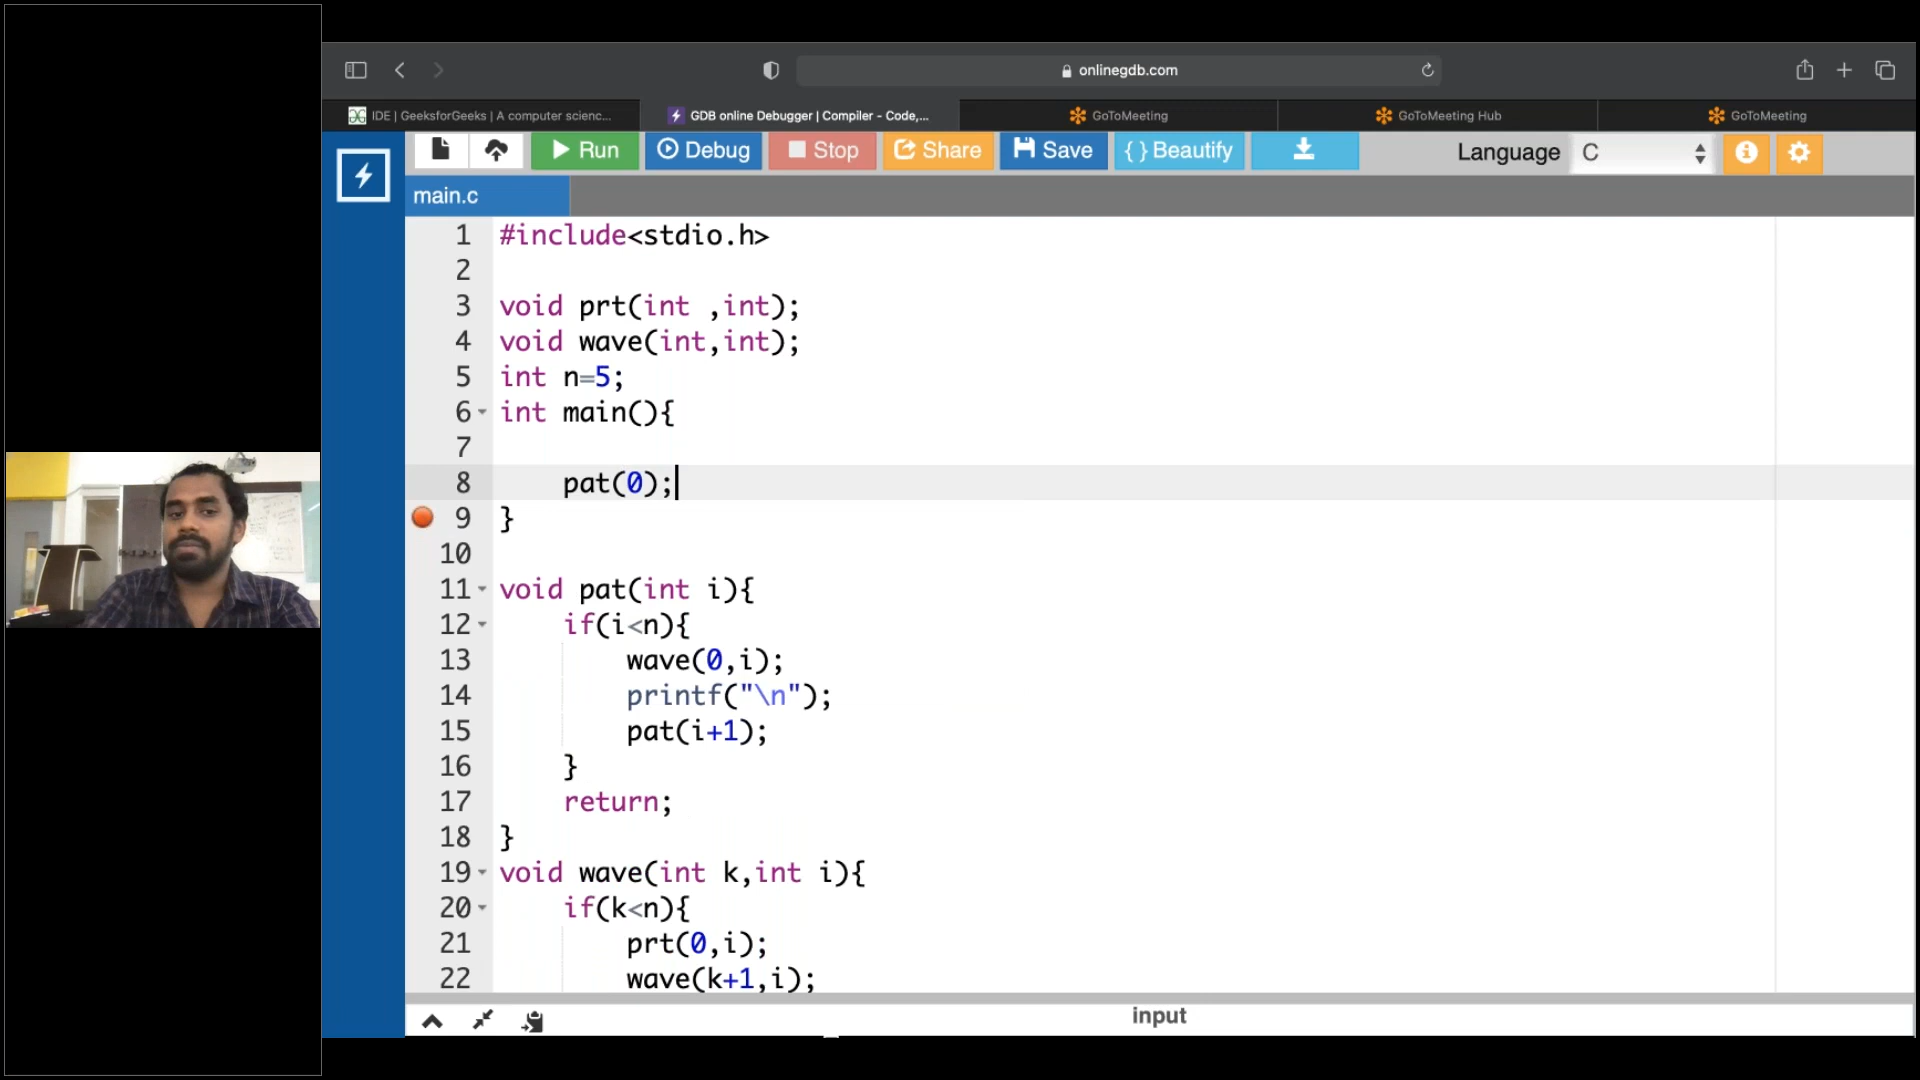 onlinegdb.com
IDE | GeeksforGeeks | A computer scienc...
GDB online Debugger | Compiler - Code,...
GoToMeeting
GoToMeeting Hub
GoToMeeting
Run
Debug
Stop
Share
Save
{ } Beautify
Language
C
main.c
1 #include<stdio.h>
2
3 void prt(int ,int);
4 void wave(int,int);
5 int n=5;
6 int main(){
7
8     pat(0);
9 }
10
11 void pat(int i){
12     if(i<n){
13         wave(0,i);
14         printf("\n");
15         pat(i+1);
16     }
17     return;
18 }
19 void wave(int k,int i){
20     if(k<n){
21         prt(0,i);
22         wave(k+1,i);
input